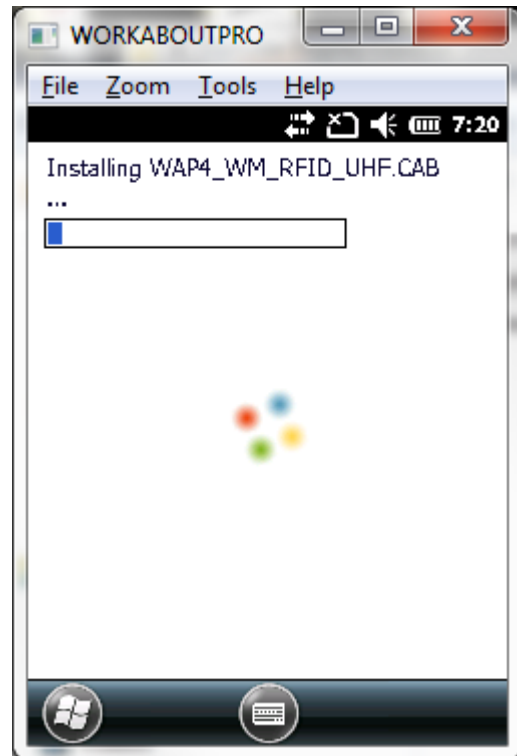 WORKABOUTPRO
File Zoom Tools Help
7:20
Installing WAP4_WM_RFID_UHF.CAB
...